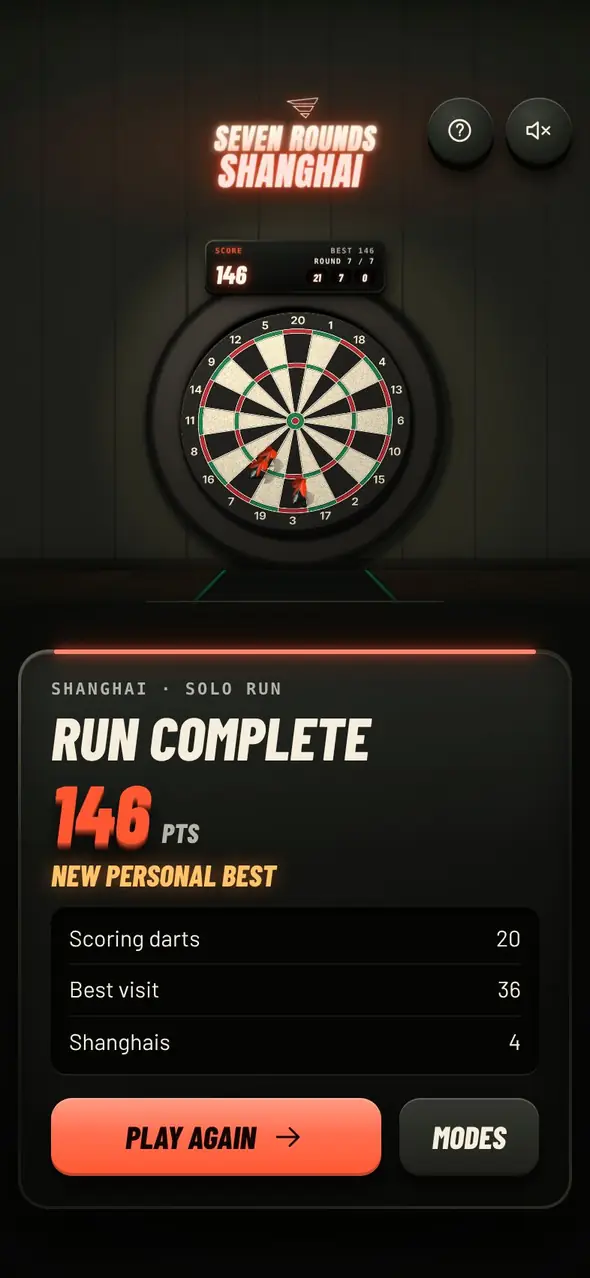 SEVEN ROUNDS
SHANGHAI
SCORE
146
BEST 146
ROUND 7 / 7
21 7 0
20
5 1
12 18
9 4
14 13
11 6
8 10
16 15
7 2
19 17
3
SHANGHAI · SOLO RUN
RUN COMPLETE
146 PTS
NEW PERSONAL BEST
Scoring darts 20
Best visit 36
Shanghais 4
PLAY AGAIN →
MODES